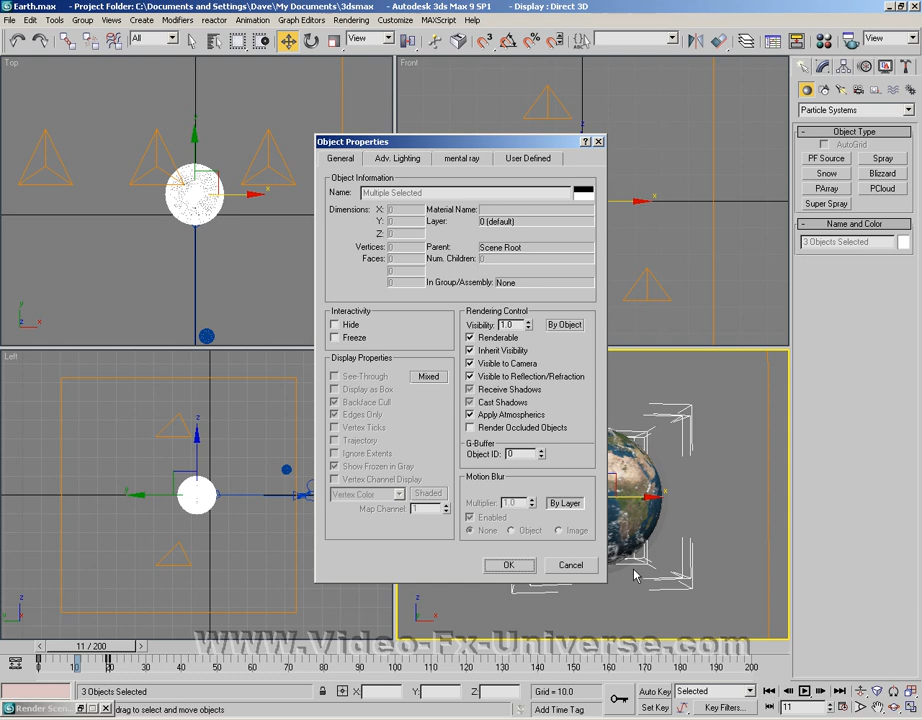 Earth.max - Project Folder: C:\Documents and Settings\Dave\My Documents\3dsmax - Autodesk 3ds Max 9 SP1 - Display : Direct 3D
File Edit Tools Group Views Create Modifiers reactor Animation Graph Editors Rendering Customize MAXScript Help
All View View
Top
Front
Left
y
x
z
Object Properties
General Adv. Lighting mental ray User Defined
Object Information
Name: Multiple Selected
Dimensions: X: 0 Material Name:
Y: 0 Layer: 0 (default)
Z: 0
Vertices: 0 Parent: Scene Root
Faces: 0 Num. Children: 0
0
0 In Group/Assembly: None
Interactivity
Hide
Freeze
Display Properties
See-Through Mixed
Display as Box
Backface Cull
Edges Only
Vertex Ticks
Trajectory
Ignore Extents
Show Frozen in Gray
Vertex Channel Display
Vertex Color Shaded
Map Channel: 1
Rendering Control
Visibility: 1.0 By Object
Renderable
Inherit Visibility
Visible to Camera
Visible to Reflection/Refraction
Receive Shadows
Cast Shadows
Apply Atmospherics
Render Occluded Objects
G-Buffer
Object ID: 0
Motion Blur
Multiplier: 1.0 By Layer
Enabled
None Object Image
OK Cancel
Particle Systems
Object Type
AutoGrid
PF Source Spray
Snow Blizzard
PArray PCloud
Super Spray
Name and Color
3 Objects Selected
www.Video-Fx-Universe.com
11 / 200
0 10 20 30 40 50 60 70 80 90 100 110 120 130 140 150 160 170 180 190 200
3 Objects Selected X: Y: Z: Grid = 10.0 Auto Key Selected
Render Scen... drag to select and move objects Add Time Tag Set Key Key Filters... 11